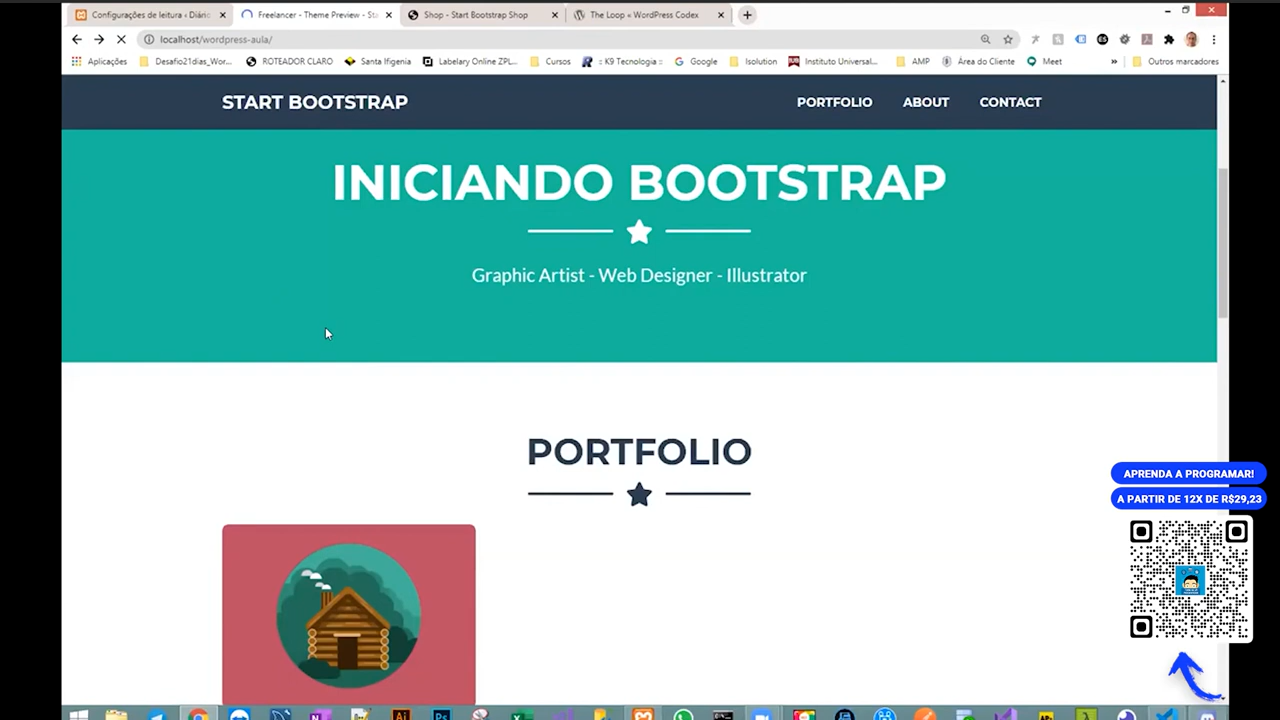 Configurações de leitura ‹ Diário
Freelancer - Theme Preview - St
Shop - Start Bootstrap Shop
The Loop « WordPress Codex
localhost/wordpress-aula/
Aplicações
Desafio21dias_Wor...
ROTEADOR CLARO
Santa Ifigenia
Labelary Online ZPL...
Cursos
:: K9 Tecnologia ::
Google
Isolution
Instituto Universal...
AMP
Área do Cliente
Meet
»
Outros marcadores
START BOOTSTRAP
PORTFOLIO
ABOUT
CONTACT
INICIANDO BOOTSTRAP
Graphic Artist - Web Designer - Illustrator
PORTFOLIO
APRENDA A PROGRAMAR!
A PARTIR DE 12X DE R$29,23